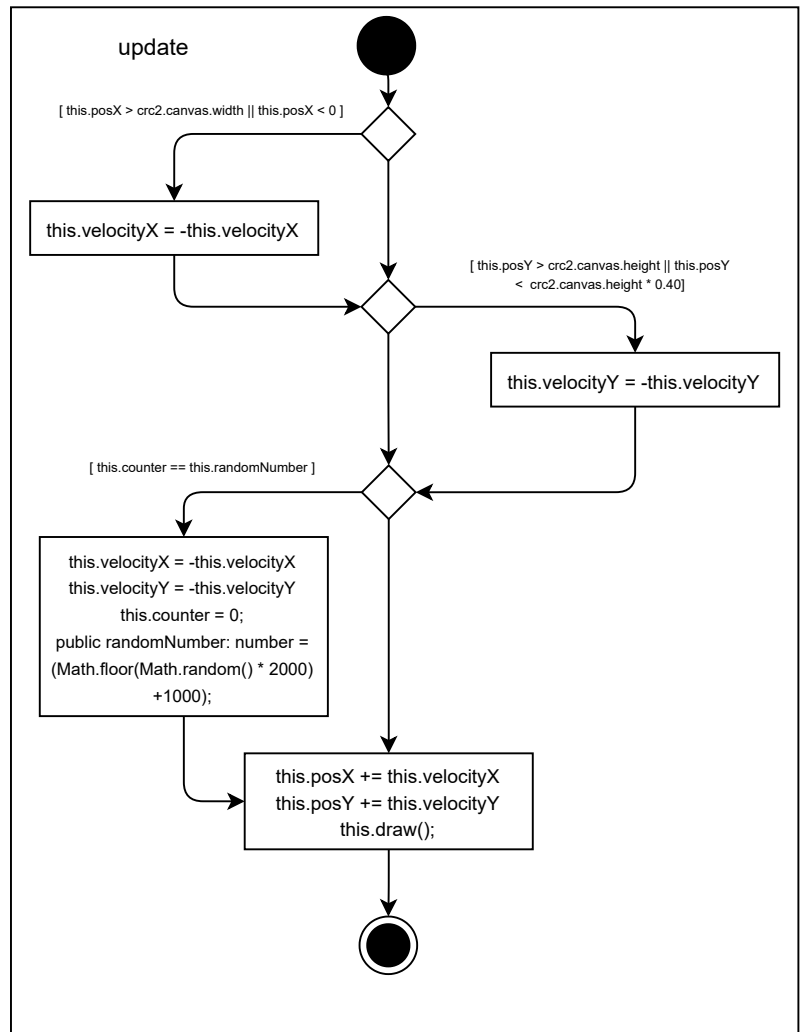 update
[ this.posX > crc2.canvas.width || this.posX < 0 ]
this.velocityX = -this.velocityX
[ this.posY > crc2.canvas.height || this.posY
< crc2.canvas.height * 0.40]
this.velocityY = -this.velocityY
[ this.counter == this.randomNumber ]
this.velocityX = -this.velocityX
this.velocityY = -this.velocityY
this.counter = 0;
public randomNumber: number =
(Math.floor(Math.random() * 2000)
+1000);
this.posX += this.velocityX
this.posY += this.velocityY
this.draw();